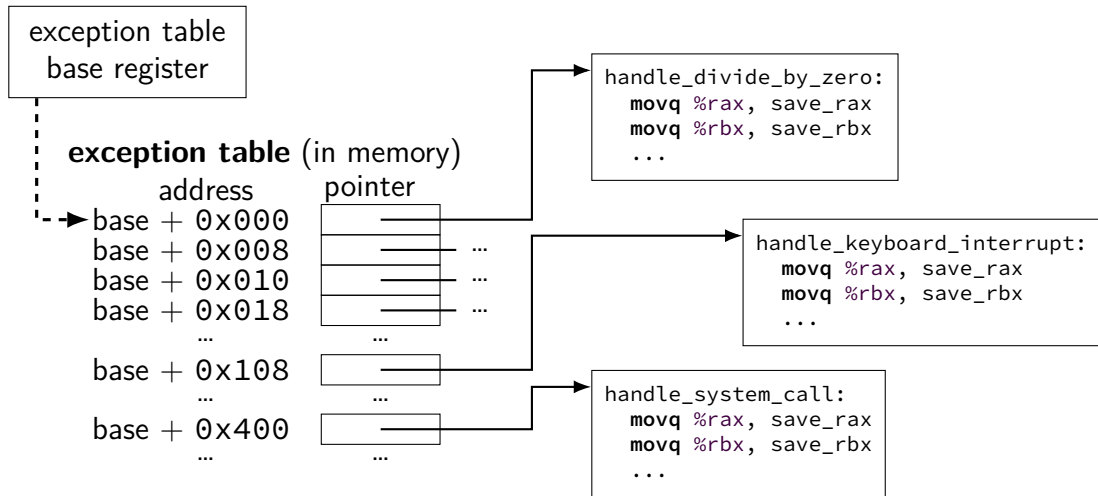 exception table
base register
exception table (in memory)
address pointer
base + 0x000
base + 0x008 ...
base + 0x010 ...
base + 0x018 ...
... ...
base + 0x108
... ...
base + 0x400
... ...
handle_divide_by_zero:
movq %rax, save_rax
movq %rbx, save_rbx
...
handle_keyboard_interrupt:
movq %rax, save_rax
movq %rbx, save_rbx
...
handle_system_call:
movq %rax, save_rax
movq %rbx, save_rbx
...